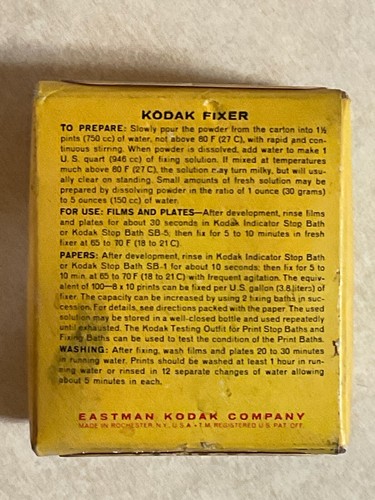 KODAK FIXER
TO PREPARE: Slowly pour the powder from the carton into 1½
pints (750 cc) of water, not above 80 F (27 C), with rapid and con-
tinuous stirring. When powder is dissolved, add water to make 1
U.S. quart (946 cc) of fixing solution. If mixed at temperatures
much above 80 F (27 C), the solution may turn milky, but will usu-
ally clear on standing. Small amounts of fresh solution may be
prepared by dissolving powder in the ratio of 1 ounce (30 grams)
to 5 ounces (150 cc) of water.
FOR USE: FILMS AND PLATES—After development, rinse films
and plates for about 30 seconds in Kodak Indicator Stop Bath
or Kodak Stop Bath SB-5; then fix for 5 to 10 minutes in fresh
fixer at 65 to 70 F (18 to 21 C).
PAPERS: After development, rinse in Kodak Indicator Stop Bath
or Kodak Stop Bath SB-1 for about 10 seconds; then fix for 5 to
10 min at 65 to 70 F (18 to 21 C) with frequent agitation. The equiv-
alent of 100—8 x 10 prints can be fixed per U.S. gallon (3.8 liters) of
fixer. The capacity can be increased by using 2 fixing baths in suc-
cession. For details, see directions packed with the paper. The used
solution may be stored in a well-closed bottle and used repeatedly
until exhausted. The Kodak Testing Outfit for Print Stop Baths and
Fixing Baths can be used to test the condition of the Print Baths.
WASHING: After fixing, wash films and plates 20 to 30 minutes
in running water. Prints should be washed at least 1 hour in run-
ning water or rinsed in 12 separate changes of water allowing
about 5 minutes in each.
EASTMAN KODAK COMPANY
MADE IN ROCHESTER, N.Y., U.S.A • T.M. REGISTERED U.S. PAT. OFF.